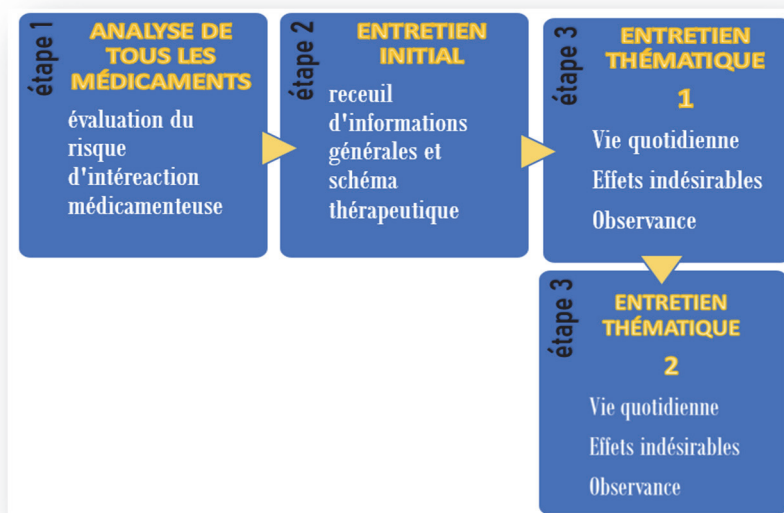 étape 1
ANALYSE DE
TOUS LES
MÉDICAMENTS
évaluation du
risque
d'intéreaction
médicamenteuse
étape 2
ENTRETIEN
INITIAL
receuil
d'informations
générales et
schéma
thérapeutique
étape 3
ENTRETIEN
THÉMATIQUE
1
Vie quotidienne
Effets indésirables
Observance
étape 3
ENTRETIEN
THÉMATIQUE
2
Vie quotidienne
Effets indésirables
Observance